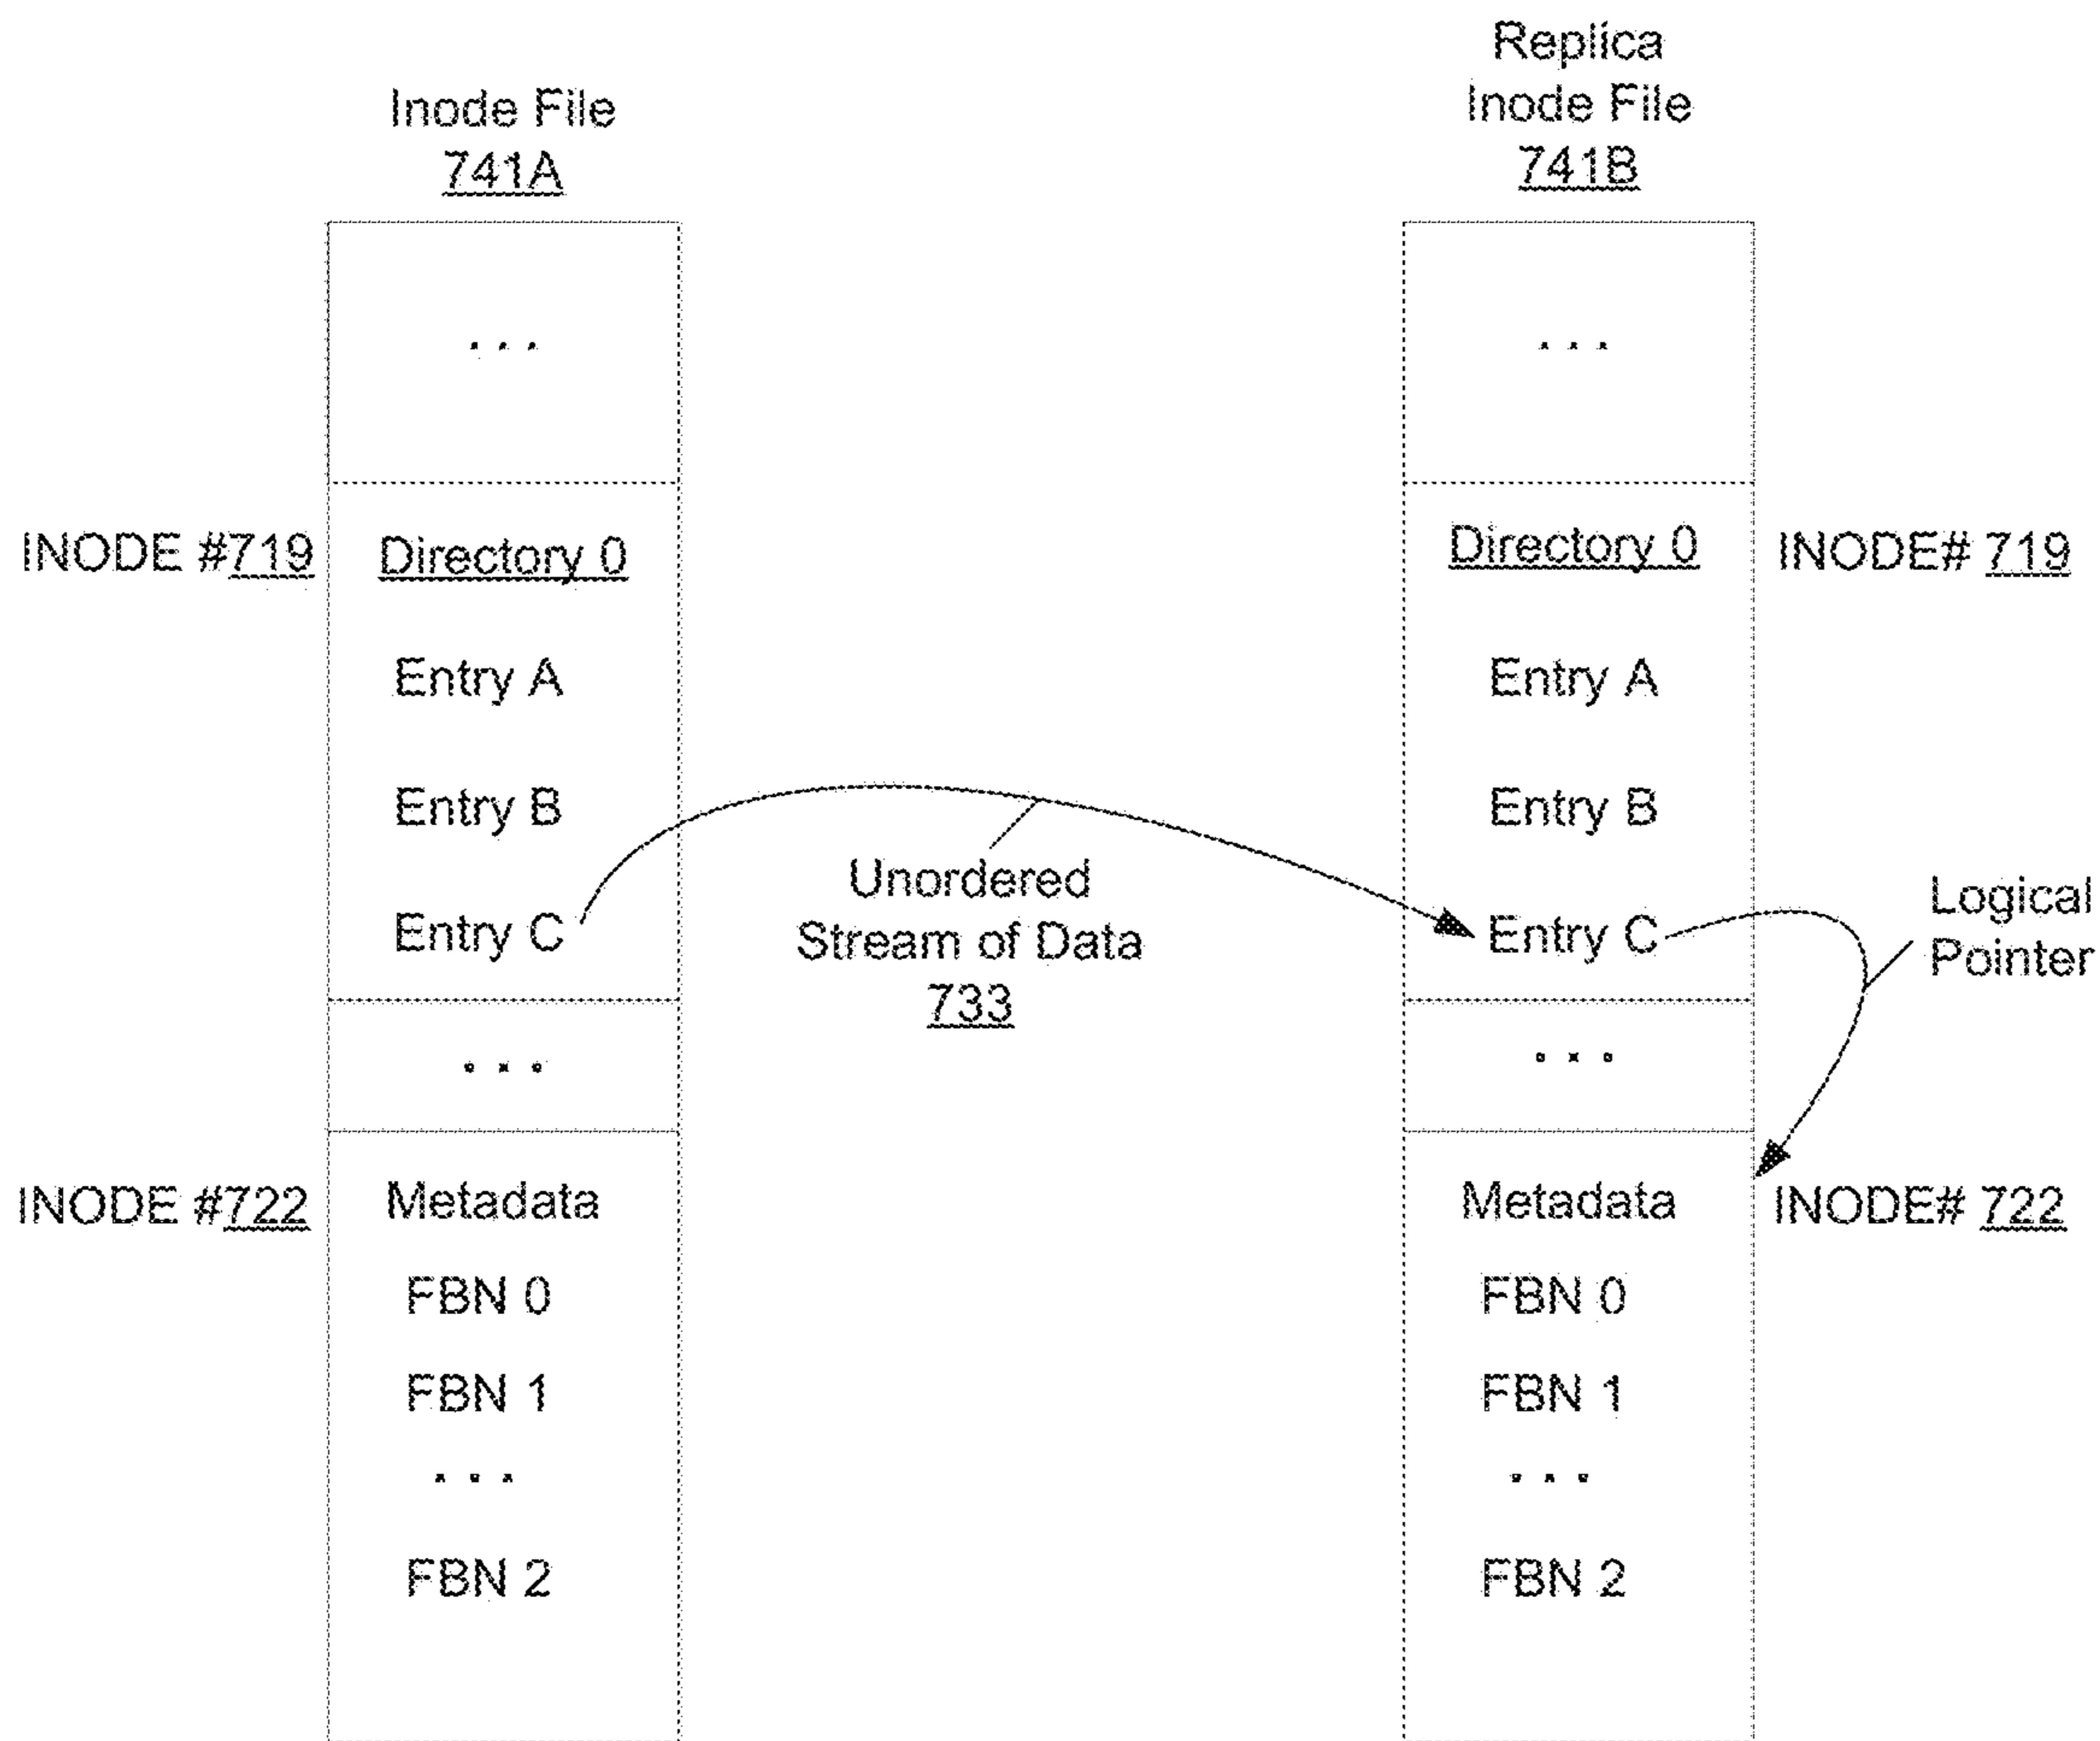 Inode File
741A
Replica
Inode File
741B
. . .
. . .
INODE #719
Directory 0
Directory 0
INODE# 719
Entry A
Entry A
Entry B
Entry B
Entry C
Unordered
Stream of Data
733
Entry C
Logical
Pointer
. . .
. . .
INODE #722
Metadata
Metadata
INODE# 722
FBN 0
FBN 0
FBN 1
FBN 1
. . .
. . .
FBN 2
FBN 2